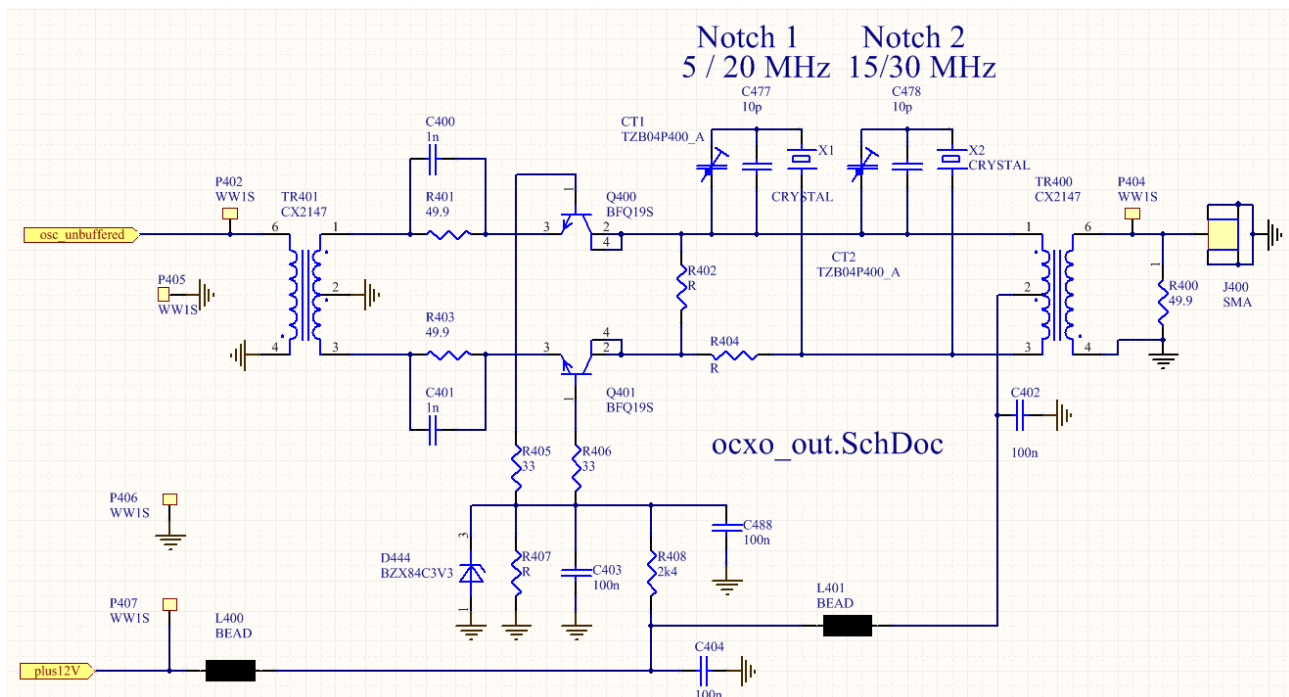 Notch 1
5 / 20 MHz
Notch 2
15/30 MHz
C477
10p
C478
10p
CT1
TZB04P400_A
C400
1n
X1
X2
CRYSTAL
CRYSTAL
P402
WW1S
TR401
CX2147
R401
49.9
Q400
BFQ19S
TR400
CX2147
P404
WW1S
osc_unbuffered
6
1
3
1
2
4
1
6
CT2
TZB04P400_A
P405
WW1S
2
R402
R
2
R400
49.9
1
J400
SMA
R403
49.9
4
3
3
4
2
R404
R
3
4
C401
1n
Q401
BFQ19S
1
C402
100n
ocxo_out.SchDoc
R405
33
R406
33
P406
WW1S
D444
BZX84C3V3
3
1
R407
R
C403
100n
R408
2k4
C488
100n
P407
WW1S
L400
BEAD
L401
BEAD
plus12V
C404
100n